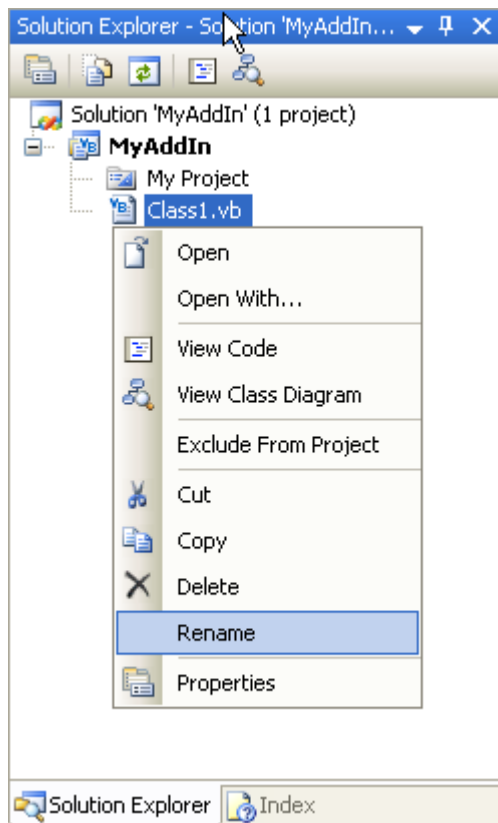 Solution Explorer - Solution 'MyAddIn...
Solution 'MyAddIn' (1 project)
MyAddIn
My Project
Class1.vb
Open
Open With...
View Code
View Class Diagram
Exclude From Project
Cut
Copy
Delete
Rename
Properties
Solution Explorer Index